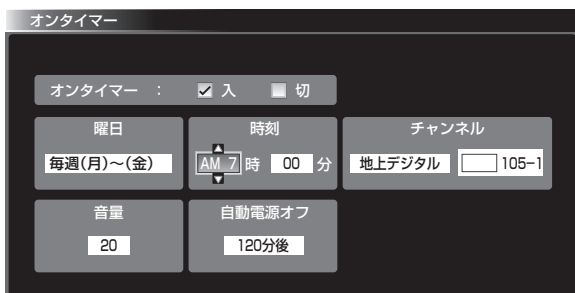 オンタイマー
オンタイマー ： 入 切
曜日 時刻 チャンネル
毎週(月)～(金) AM 7 時 00 分 地上デジタル 105-1
音量 自動電源オフ
20 120分後